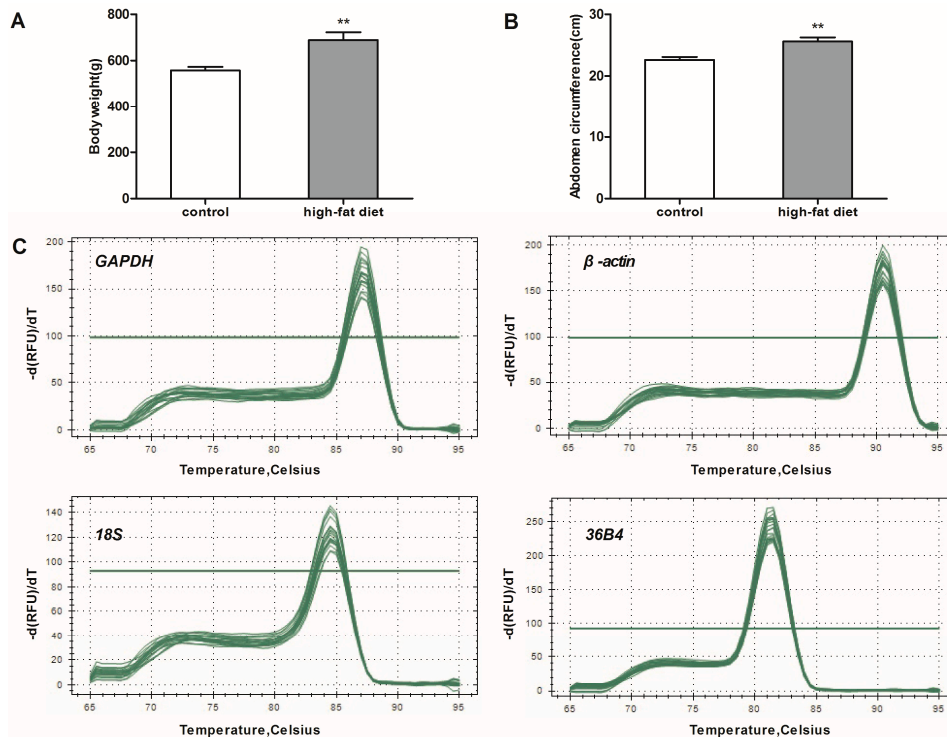 A
Body weight(g)
800
600
400
200
0
**
control
high-fat diet
B
Abdomen circumference(cm)
30
20
10
0
**
control
high-fat diet
C
GAPDH
-d(RFU)/dT
200
150
100
50
0
65 70 75 80 85 90 95
Temperature,Celsius
β -actin
-d(RFU)/dT
200
150
100
50
0
65 70 75 80 85 90 95
Temperature,Celsius
18S
-d(RFU)/dT
140
120
100
80
60
40
20
0
65 70 75 80 85 90 95
Temperature,Celsius
36B4
-d(RFU)/dT
250
200
150
100
50
0
65 70 75 80 85 90 95
Temperature,Celsius